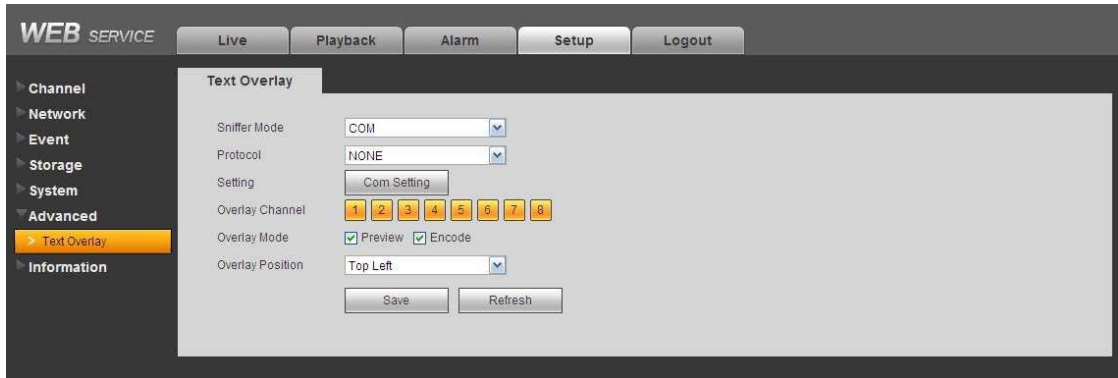 WEB SERVICE
Live Playback Alarm Setup Logout
Channel
Network
Event
Storage
System
Advanced
> Text Overlay
Information
Text Overlay
Sniffer Mode COM
Protocol NONE
Setting Com Setting
Overlay Channel 1 2 3 4 5 6 7 8
Overlay Mode Preview Encode
Overlay Position Top Left
Save Refresh